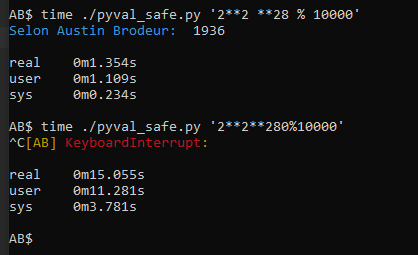 AB$ time ./pyval_safe.py '2**2 **28 % 10000'
Selon Austin Brodeur:  1936
real    0m1.354s
user    0m1.109s
sys     0m0.234s
AB$ time ./pyval_safe.py '2**2**280%10000'
^C[AB] KeyboardInterrupt:
real    0m15.055s
user    0m11.281s
sys     0m3.781s
AB$